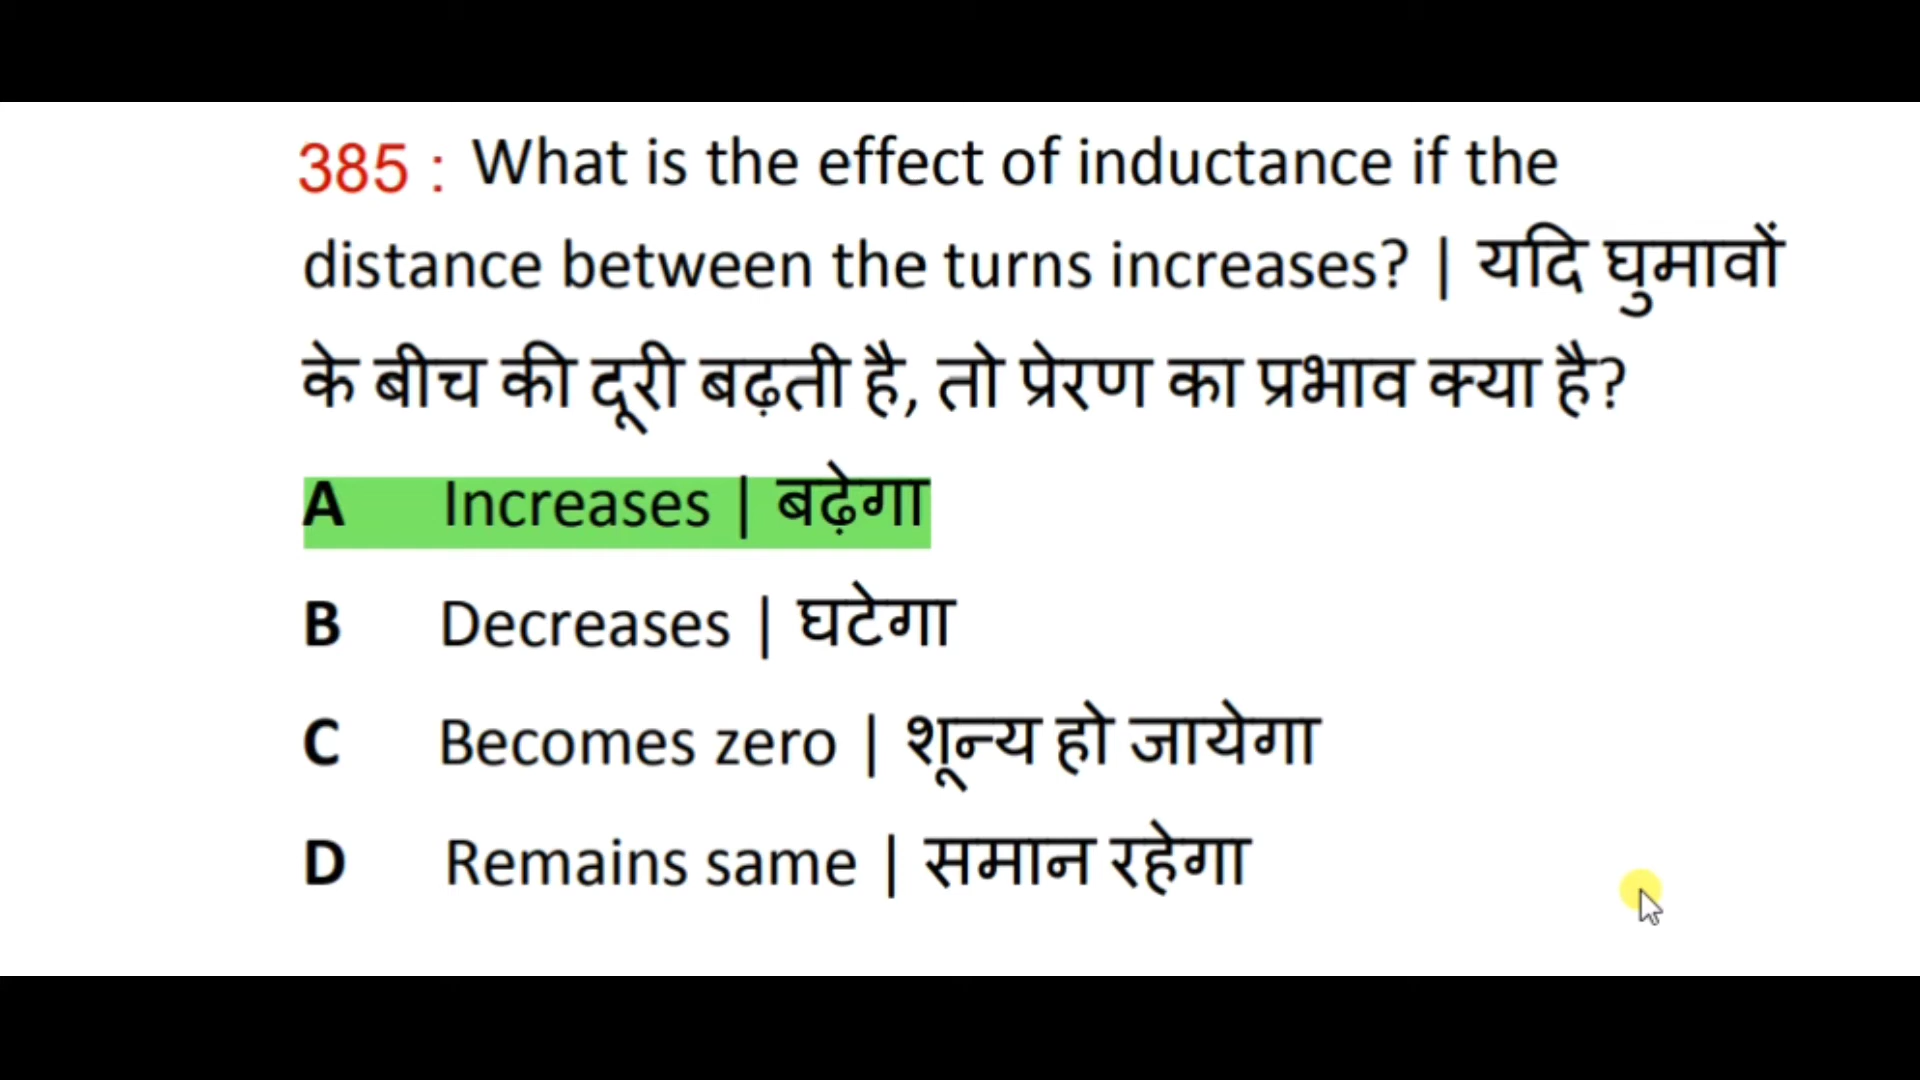 385 : What is the effect of inductance if the
distance between the turns increases? | यदि घुमावों
के बीच की दूरी बढ़ती है, तो प्रेरण का प्रभाव क्या है?
A Increases | बढ़ेगा
B Decreases | घटेगा
C Becomes zero | शून्य हो जायेगा
D Remains same | समान रहेगा